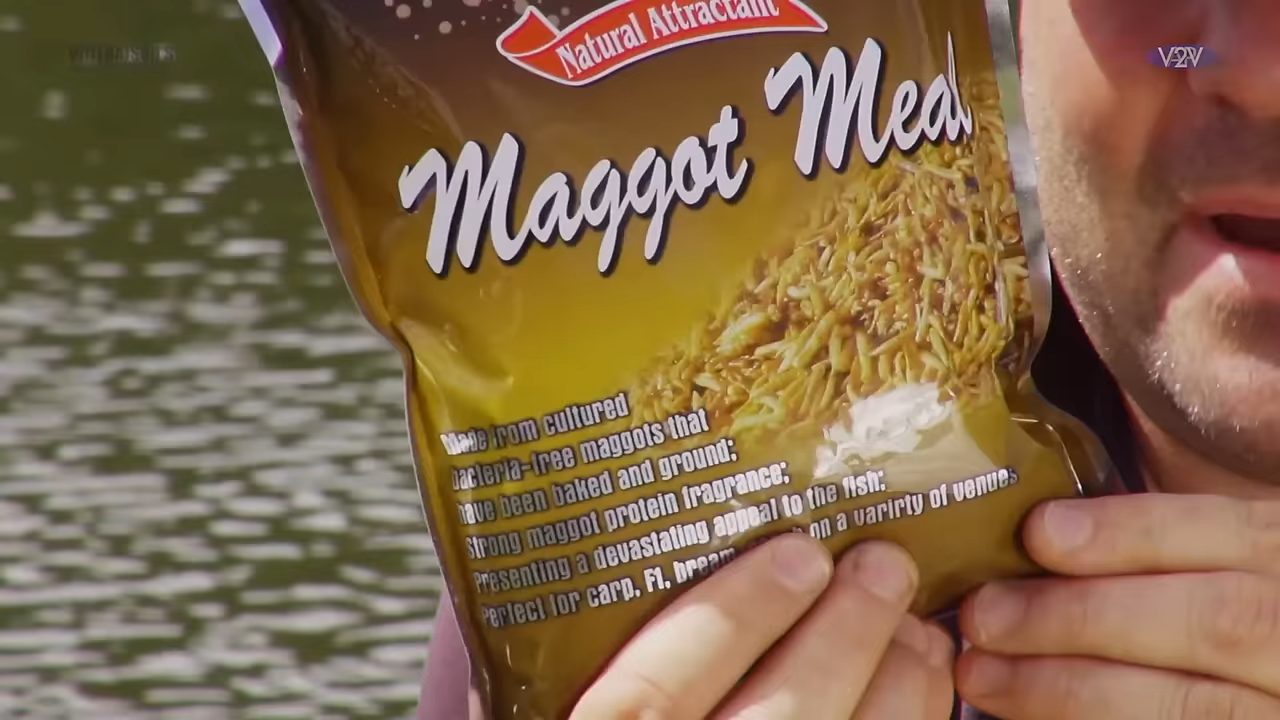 V2V
Natural Attractant
Maggot Meal
Made from cultured
bacteria-free maggots that
have been baked and ground;
strong maggot protein fragrance;
Presenting a devastating appeal to the fish;
Perfect for carp, F1, bream on a varirty of venues